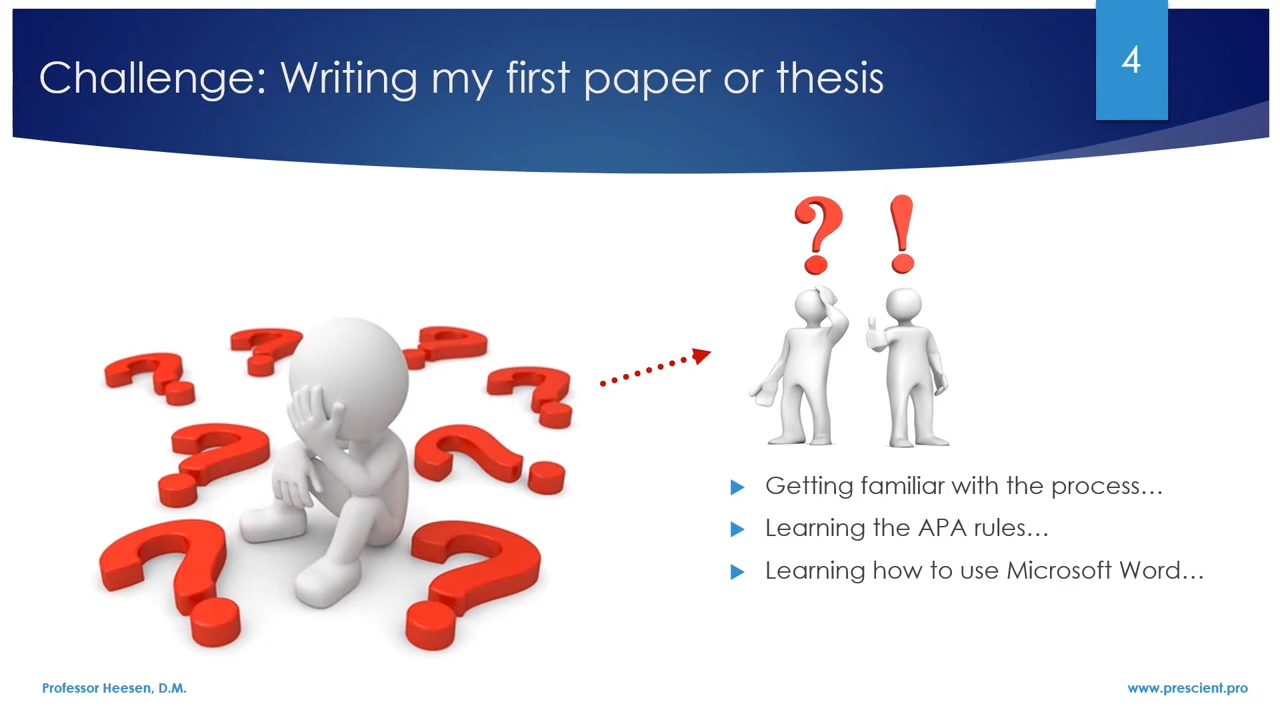 Challenge: Writing my first paper or thesis
4
? !
Getting familiar with the process…
Learning the APA rules…
Learning how to use Microsoft Word…
Professor Heesen, D.M.
www.prescient.pro